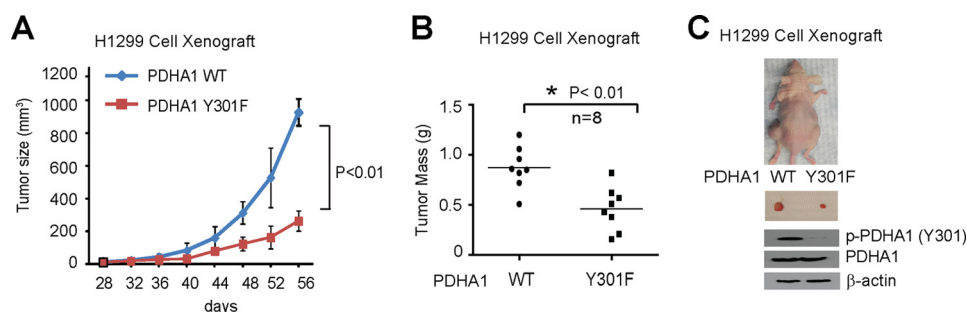 A
H1299 Cell Xenograft
PDHA1 WT
PDHA1 Y301F
Tumor size (mm³)
1200
1000
800
600
400
200
0
28 32 36 40 44 48 52 56
days
P<0.01
B
H1299 Cell Xenograft
* P< 0.01
n=8
Tumor Mass (g)
1.5
1.0
0.5
0
PDHA1 WT Y301F
C
H1299 Cell Xenograft
PDHA1 WT Y301F
p-PDHA1 (Y301)
PDHA1
β-actin